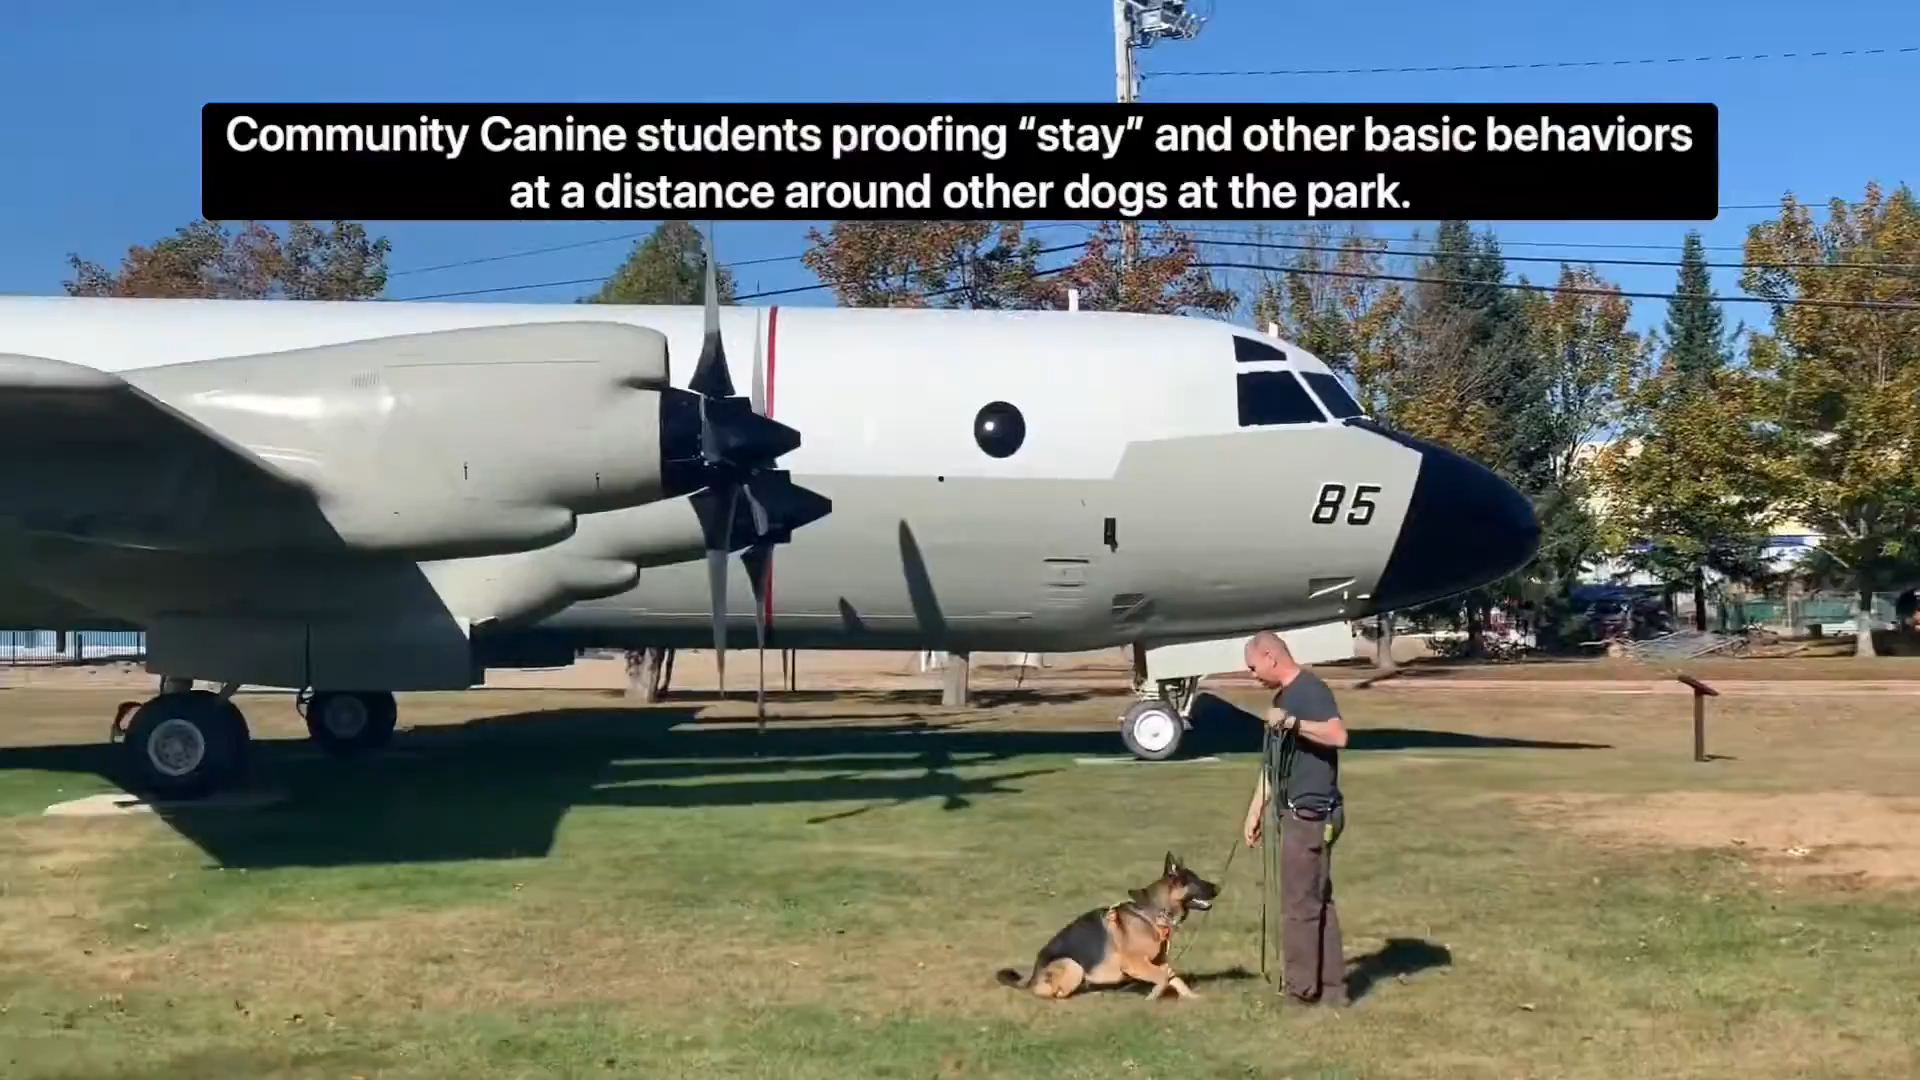 Community Canine students proofing “stay” and other basic behaviors
at a distance around other dogs at the park.
85